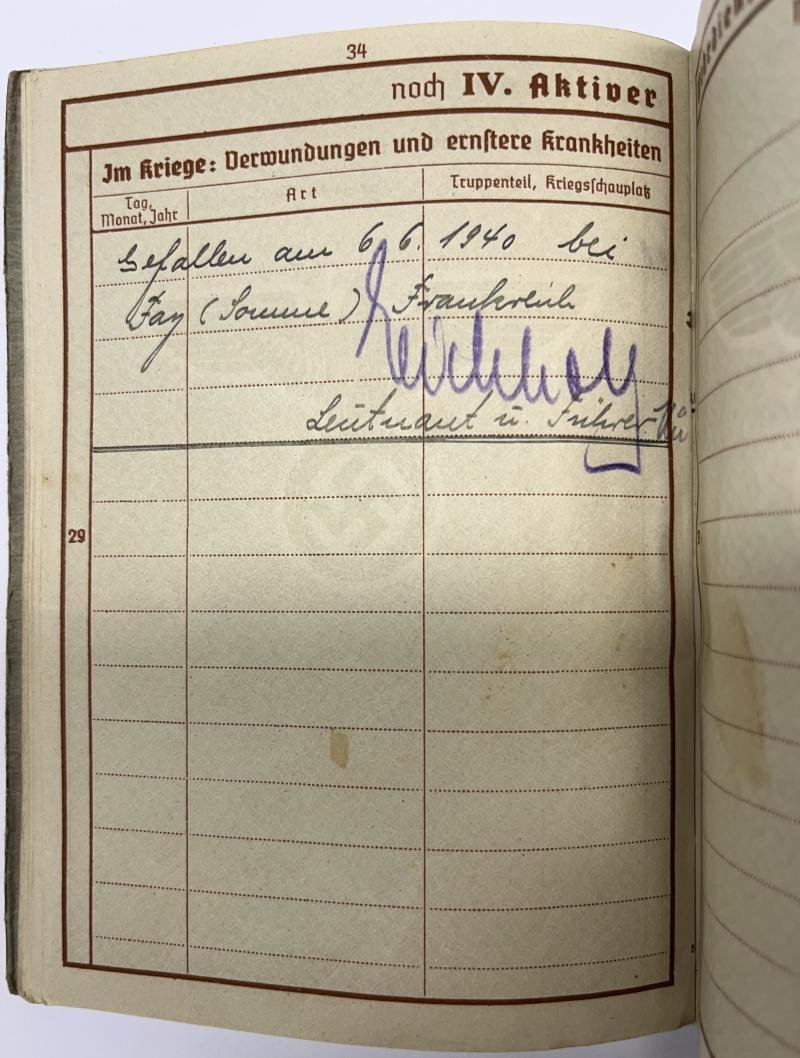 34
noch IV. Aktiver
Im Kriege: Verwundungen und ernstere Krankheiten
Tag,
Monat, Jahr
Art
Truppenteil, Kriegsschauplatz
Gefallen am 6. 6. 1940 bei
Fay (Somme) Frankreich
Leutnant u. Führer
29